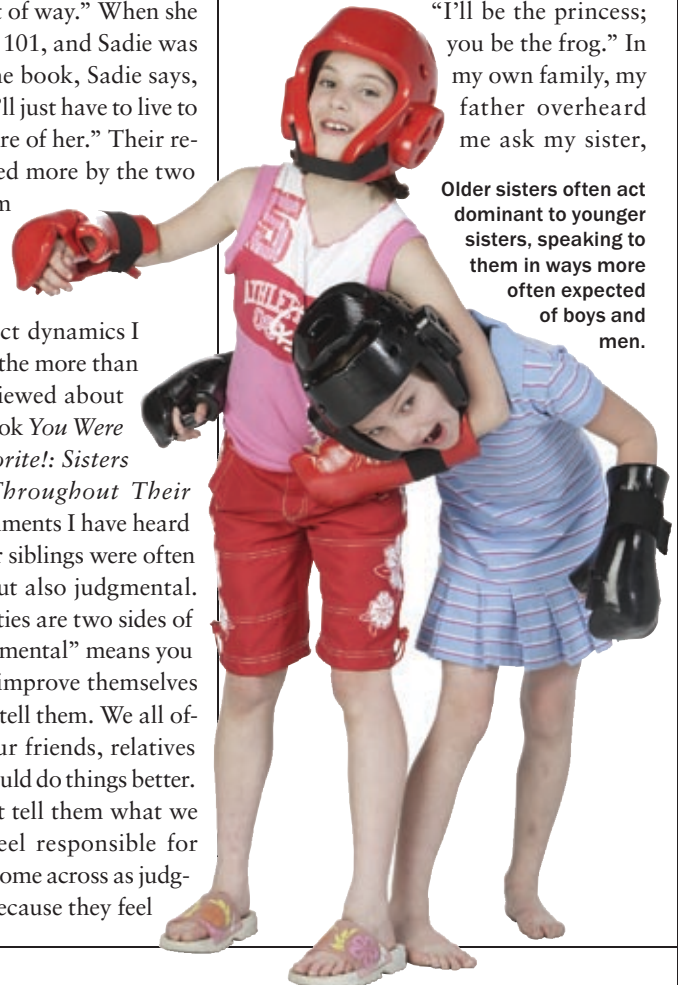 t of way.” When she
101, and Sadie was
ne book, Sadie says,
’ll just have to live to
re of her.” Their re-
ed more by the two
ct dynamics I
the more than
viewed about
ok You Were
orite!: Sisters
Throughout Their
ments I have heard
r siblings were often
ut also judgmental.
ties are two sides of
mental” means you
improve themselves
tell them. We all of-
ur friends, relatives
uld do things better.
t tell them what we
eel responsible for
ome across as judg-
ecause they feel
“I’ll be the princess;
you be the frog.” In
my own family, my
father overheard
me ask my sister,
Older sisters often act
dominant to younger
sisters, speaking to
them in ways more
often expected
of boys and
men.